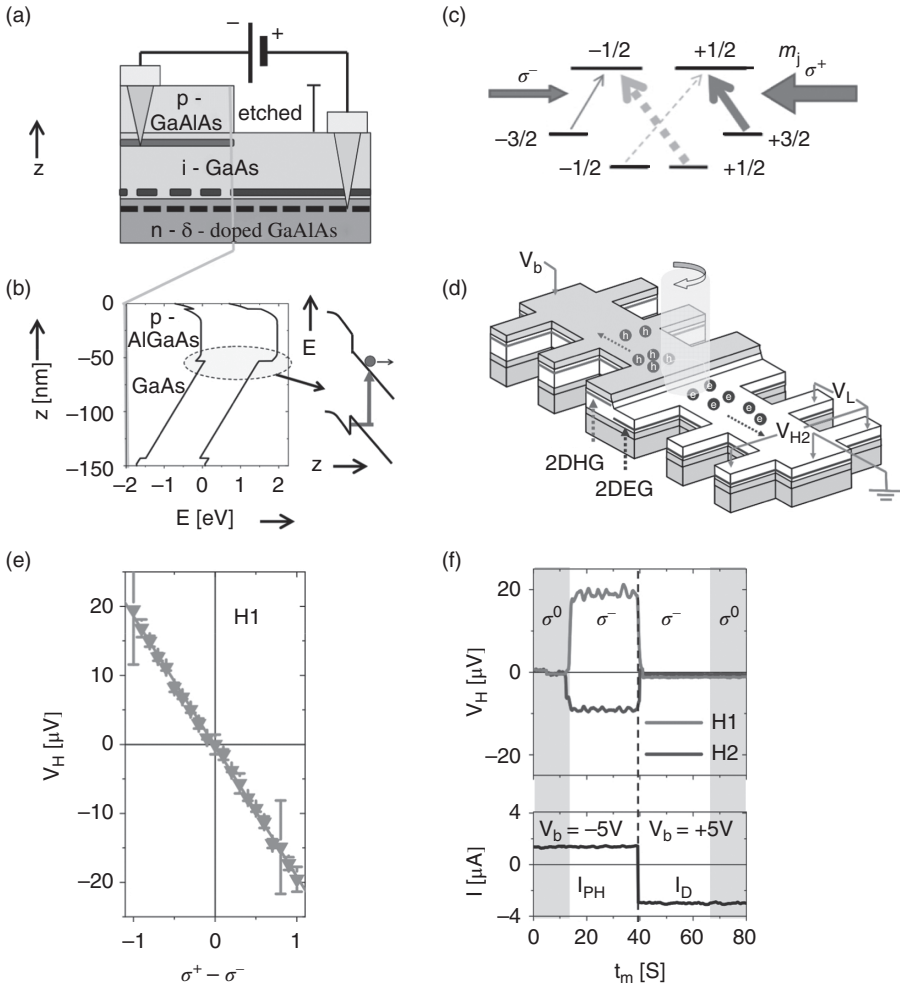 (a)
− +
p -
GaAlAs
etched
z
i - GaAs
n - δ - doped GaAlAs
(b)
0
−50
−100
−150
z [nm]
p -
AlGaAs
GaAs
−2 −1 0 1 2
E [eV]
E
z
(c)
−1/2 +1/2 mj
σ− σ+
−3/2 +3/2
−1/2 +1/2
(d)
Vb
h h
h h h
h
e e
e e e
e
VL
VH2
2DHG
2DEG
(e)
H1
20
10
0
−10
−20
VH [μV]
−1 0 1
σ+ − σ−
(f)
20
0
−20
VH [μV]
σ0 σ− σ− σ0
H1
H2
4
0
−4
I [μA]
Vb = −5V Vb = +5V
IPH ID
0 20 40 60 80
tm [S]